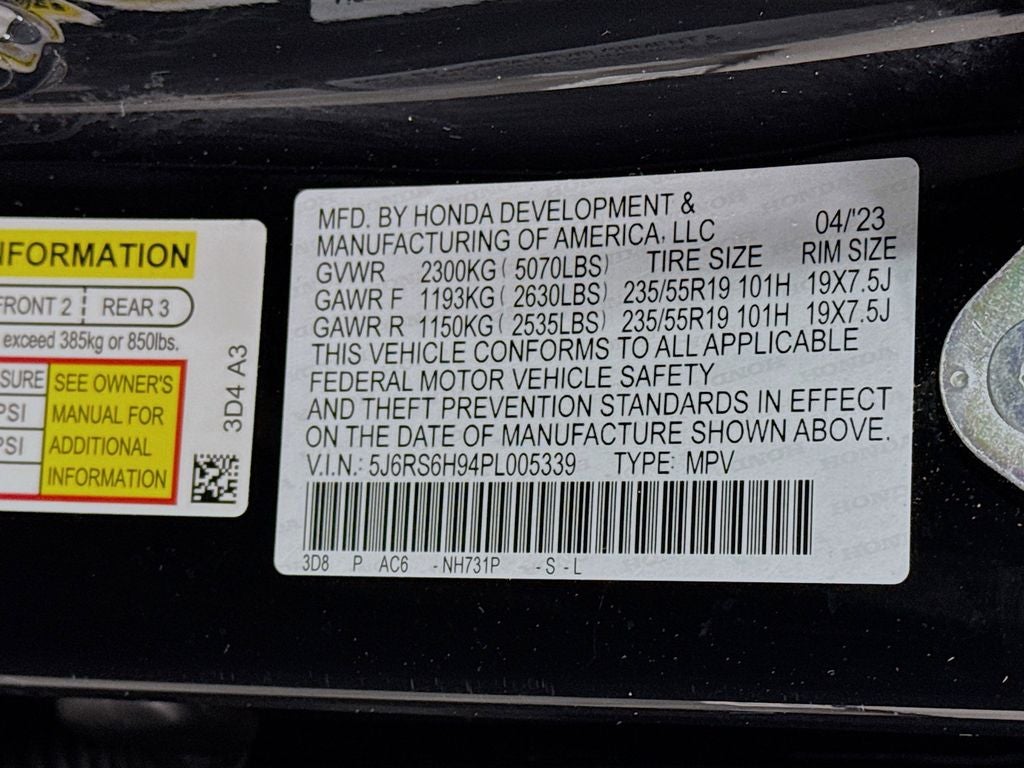 NFORMATION
FRONT 2 REAR 3
exceed 385kg or 850lbs.
SURE SEE OWNER'S
PSI MANUAL FOR
PSI ADDITIONAL
INFORMATION
3D4 A3
MFD. BY HONDA DEVELOPMENT &
MANUFACTURING OF AMERICA, LLC 04/'23
GVWR 2300KG ( 5070LBS) TIRE SIZE RIM SIZE
GAWR F 1193KG ( 2630LBS) 235/55R19 101H 19X7.5J
GAWR R 1150KG ( 2535LBS) 235/55R19 101H 19X7.5J
THIS VEHICLE CONFORMS TO ALL APPLICABLE
FEDERAL MOTOR VEHICLE SAFETY
AND THEFT PREVENTION STANDARDS IN EFFECT
ON THE DATE OF MANUFACTURE SHOWN ABOVE.
V.I.N.: 5J6RS6H94PL005339 TYPE: MPV
3D8 P AC6 -NH731P -S -L